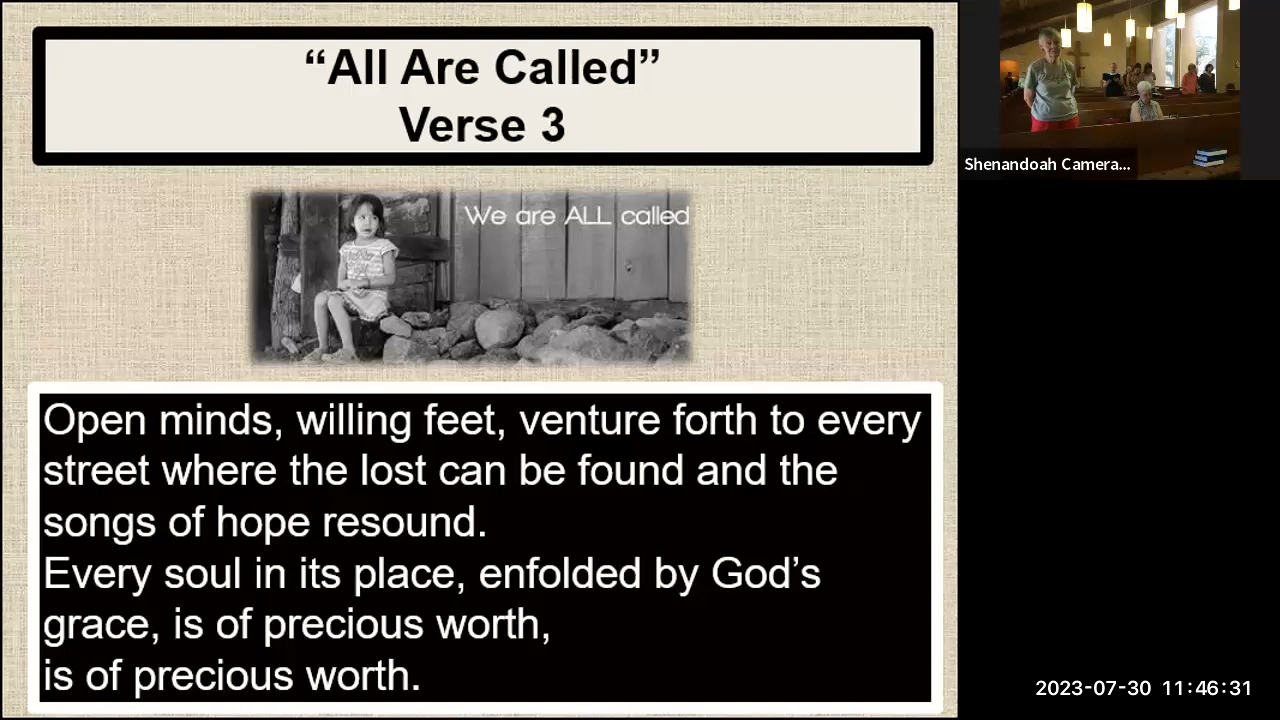 “All Are Called”
Verse 3
We are ALL called
Open minds, willing feet, venture forth to every
street where the lost can be found and the
songs of hope resound.
Every soul in its place, enfolded by God’s
grace, is of precious worth,
is of precious worth.
Shenandoah Camera...
2023-07-30 11:46:31